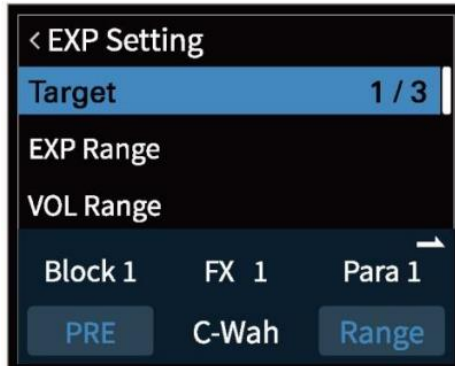 < EXP Setting
Target 1 / 3
EXP Range
VOL Range
Block 1 FX 1 Para 1
PRE C-Wah Range